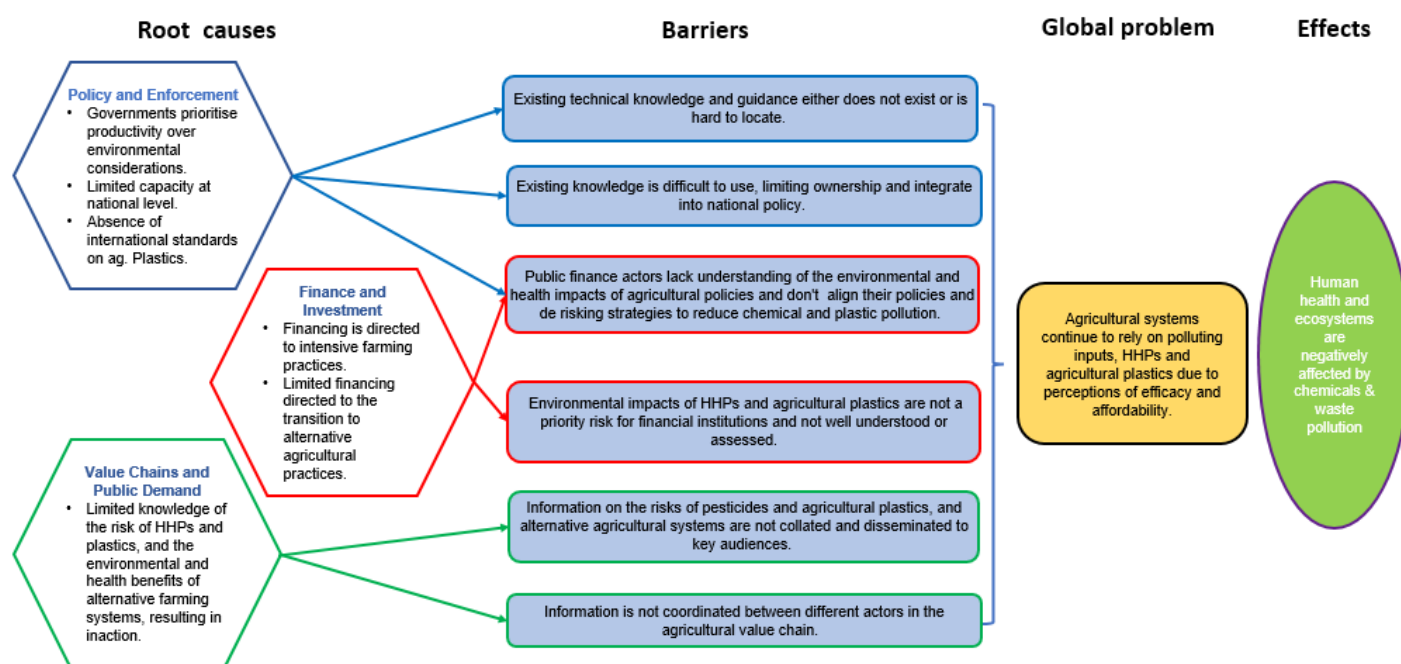 Root causes
Barriers
Global problem
Effects
Policy and Enforcement
• Governments prioritise
productivity over
environmental
considerations.
• Limited capacity at
national level.
• Absence of
international standards
on ag. Plastics.
Finance and
Investment
• Financing is directed
to intensive farming
practices.
• Limited financing
directed to the
transition to
alternative
agricultural
practices.
Value Chains and
Public Demand
• Limited knowledge of
the risk of HHPs and
plastics, and the
environmental and
health benefits of
alternative farming
systems, resulting in
inaction.
Existing technical knowledge and guidance either does not exist or is
hard to locate.
Existing knowledge is difficult to use, limiting ownership and integrate
into national policy.
Public finance actors lack understanding of the environmental and
health impacts of agricultural policies and don't align their policies and
de risking strategies to reduce chemical and plastic pollution.
Environmental impacts of HHPs and agricultural plastics are not a
priority risk for financial institutions and not well understood or
assessed.
Information on the risks of pesticides and agricultural plastics, and
alternative agricultural systems are not collated and disseminated to
key audiences.
Information is not coordinated between different actors in the
agricultural value chain.
Agricultural systems
continue to rely on polluting
inputs, HHPs and
agricultural plastics due to
perceptions of efficacy and
affordability.
Human
health and
ecosystems
are
negatively
affected by
chemicals &
waste
pollution